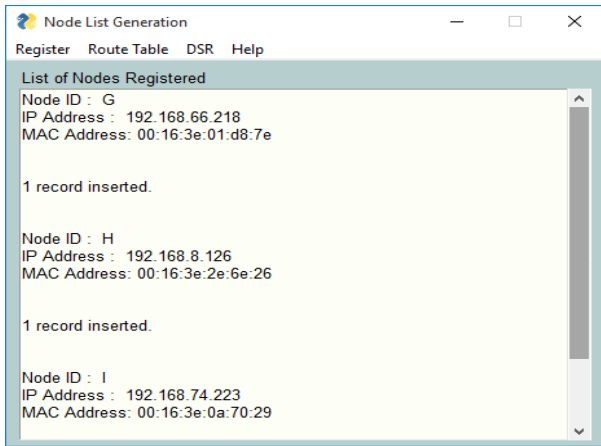 Node List Generation
Register Route Table DSR Help
List of Nodes Registered
Node ID : G
IP Address : 192.168.66.218
MAC Address: 00:16:3e:01:d8:7e
1 record inserted.
Node ID : H
IP Address : 192.168.8.126
MAC Address: 00:16:3e:2e:6e:26
1 record inserted.
Node ID : I
IP Address : 192.168.74.223
MAC Address: 00:16:3e:0a:70:29